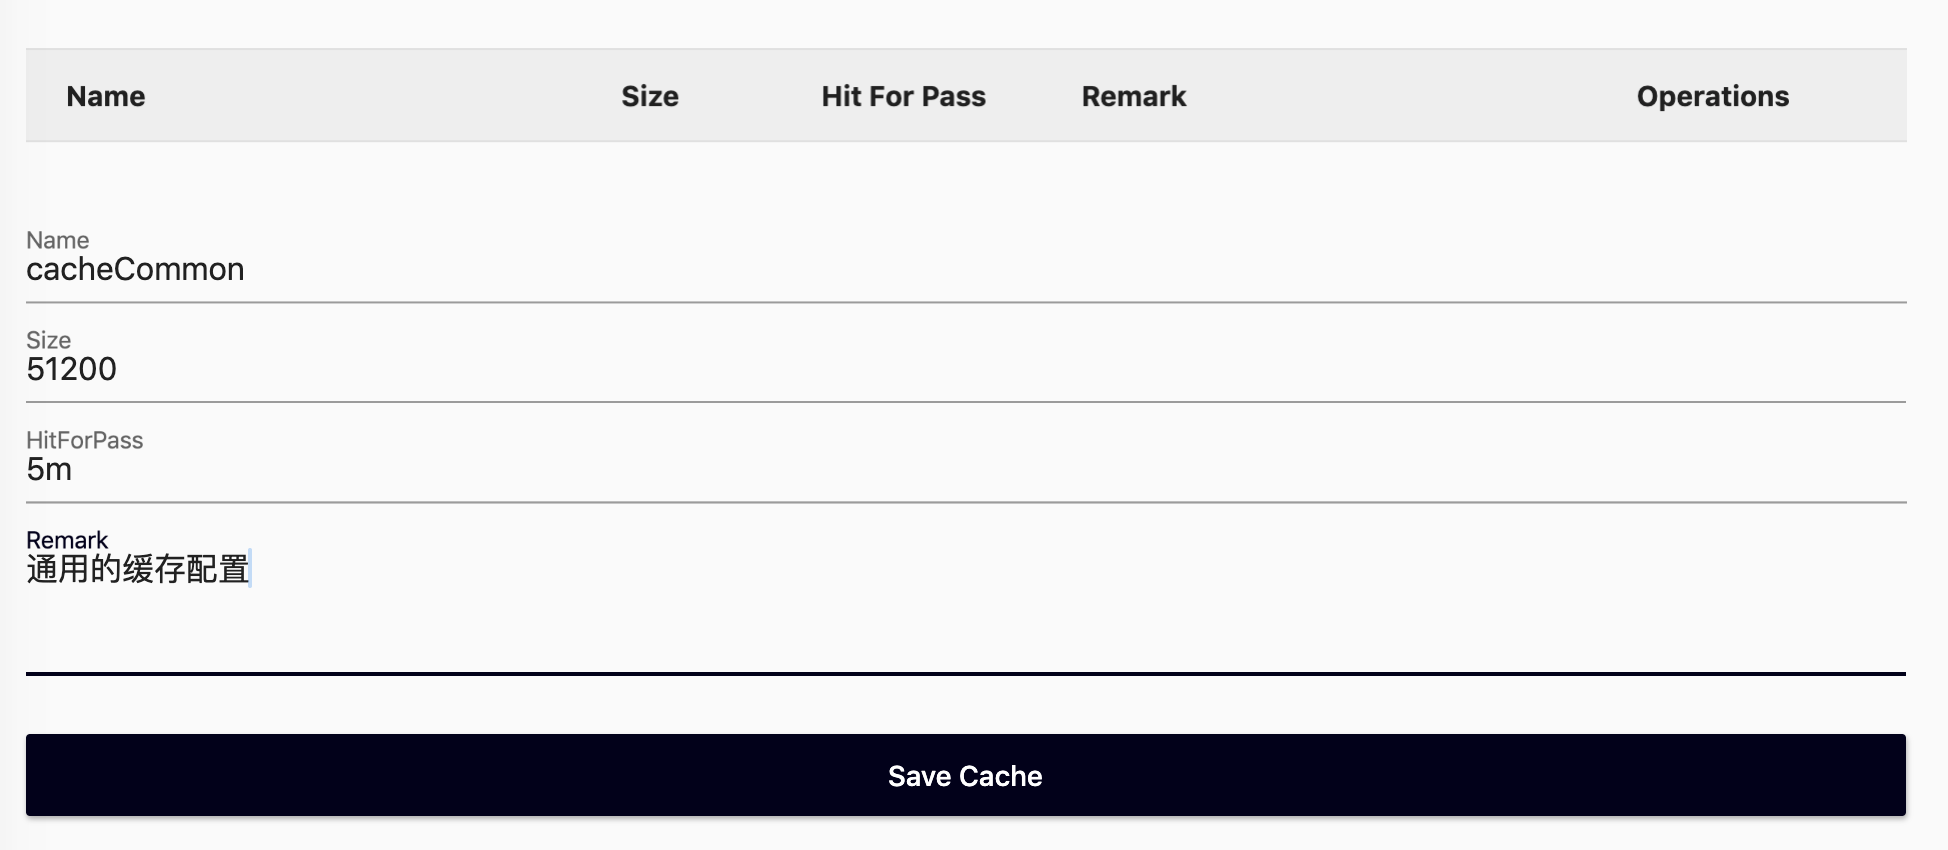 Name Size Hit For Pass Remark Operations
Name
cacheCommon
Size
51200
HitForPass
5m
Remark
通用的缓存配置
Save Cache